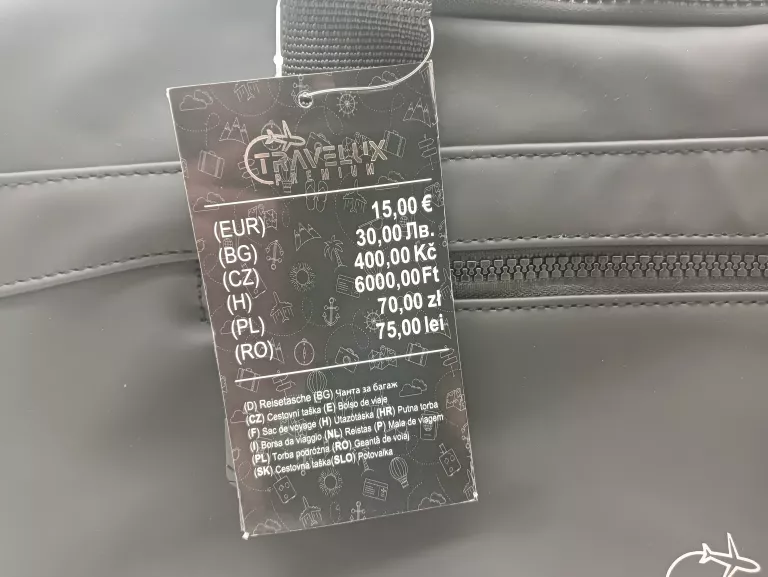 TRAVELUX
PREMIUM
(EUR) 15,00 €
(BG) 30,00 Лв.
(CZ) 400,00 Kč
(H) 6000,00 Ft
(PL) 70,00 zł
(RO) 75,00 lei
(D) Reisetasche (BG) Чанта за багаж
(CZ) Cestovní taška (E) Bolso de viaje
(F) Sac de voyage (H) Utazótáska (HR) Putna torba
(I) Borsa da viaggio (NL) Reistas (P) Mala de viagem
(PL) Torba podróżna (RO) Geantă de voiaj
(SK) Cestovná taška(SLO) Potovalka